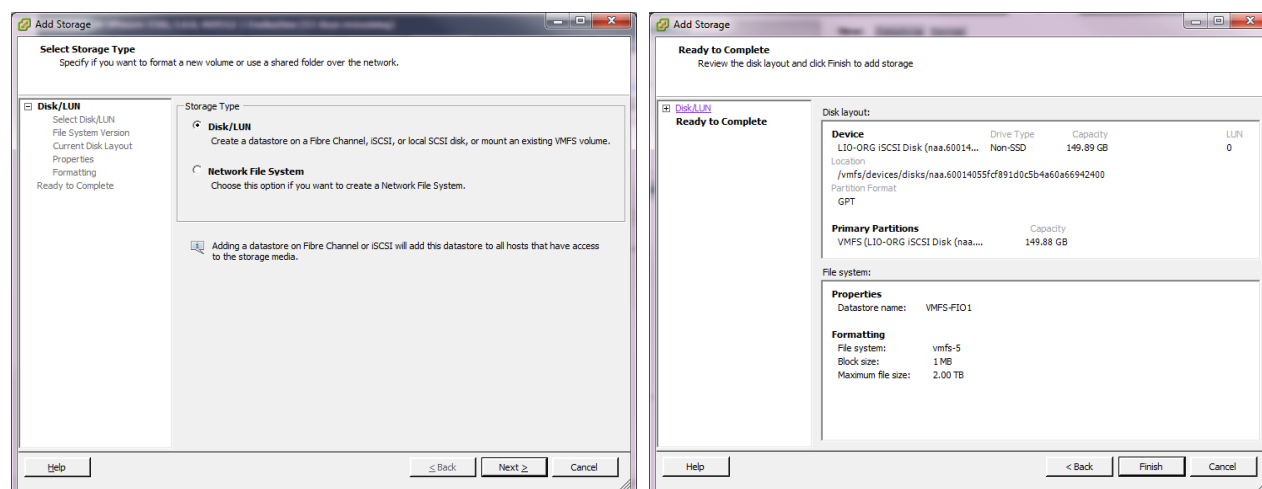 Add Storage
Select Storage Type
Specify if you want to format a new volume or use a shared folder over the network.
Disk/LUN
Select Disk/LUN
File System Version
Current Disk Layout
Properties
Formatting
Ready to Complete
Storage Type
Disk/LUN
Create a datastore on a Fibre Channel, iSCSI, or local SCSI disk, or mount an existing VMFS volume.
Network File System
Choose this option if you want to create a Network File System.
Adding a datastore on Fibre Channel or iSCSI will add this datastore to all hosts that have access
to the storage media.
Help
< Back
Next >
Cancel
Add Storage
Ready to Complete
Review the disk layout and click Finish to add storage
Disk/LUN
Ready to Complete
Disk layout:
Device Drive Type Capacity LUN
LIO-ORG iSCSI Disk (naa.60014... Non-SSD 149.89 GB 0
Location
/vmfs/devices/disks/naa.60014055fcf891d0c5b4a60a66942400
Partition Format
GPT
Primary Partitions Capacity
VMFS (LIO-ORG iSCSI Disk (naa.... 149.88 GB
File system:
Properties
Datastore name: VMFS-FIO1
Formatting
File system: vmfs-5
Block size: 1 MB
Maximum file size: 2.00 TB
Help
< Back
Finish
Cancel